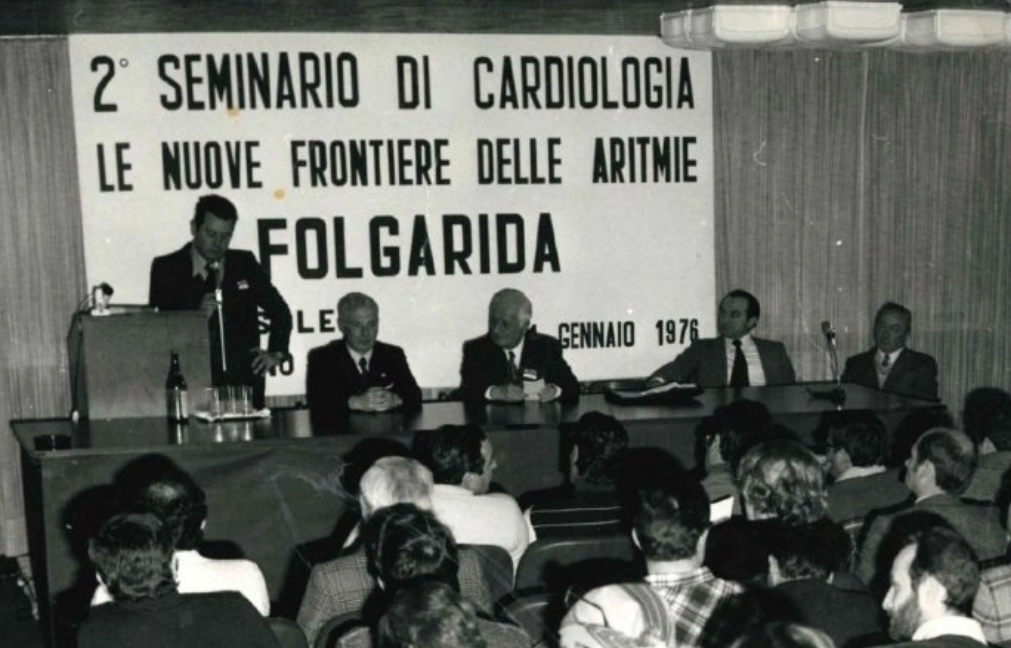 2° SEMINARIO DI CARDIOLOGIA
LE NUOVE FRONTIERE DELLE ARITMIE
FOLGARIDA
GENNAIO 1976